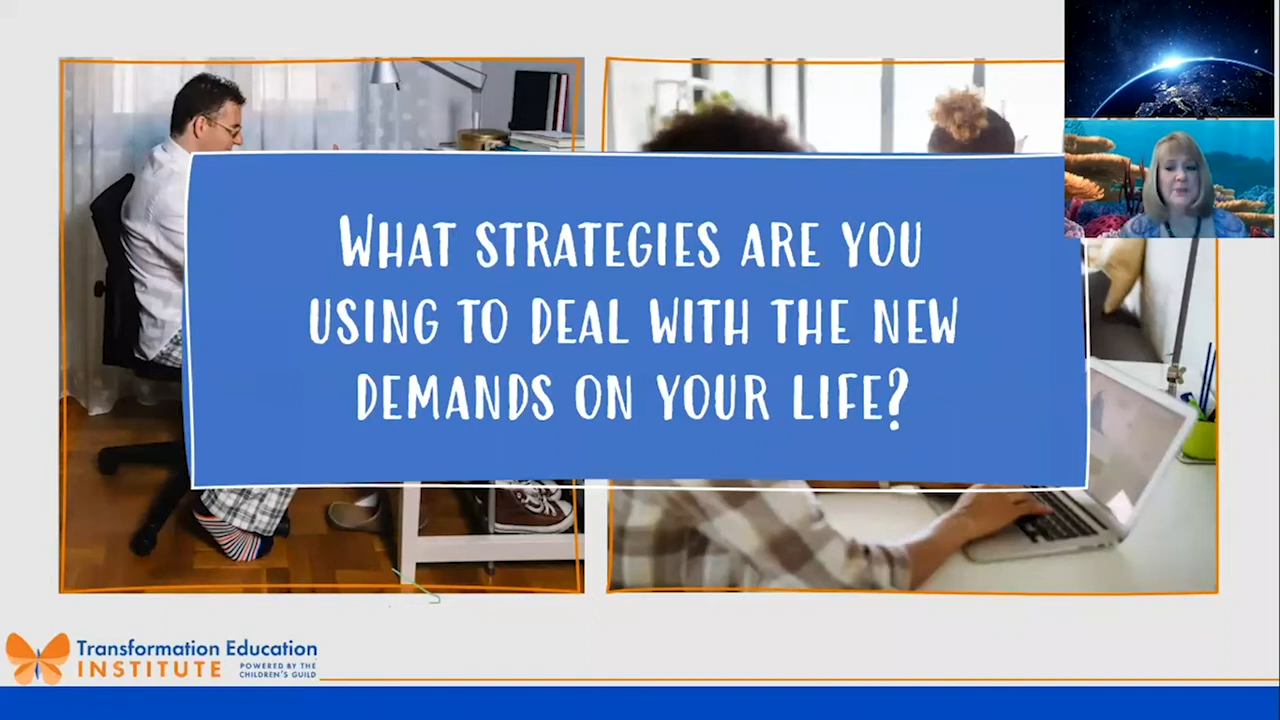 WHAT STRATEGIES ARE YOU
USING TO DEAL WITH THE NEW
DEMANDS ON YOUR LIFE?
Transformation Education
INSTITUTE POWERED BY THE
CHILDREN'S GUILD